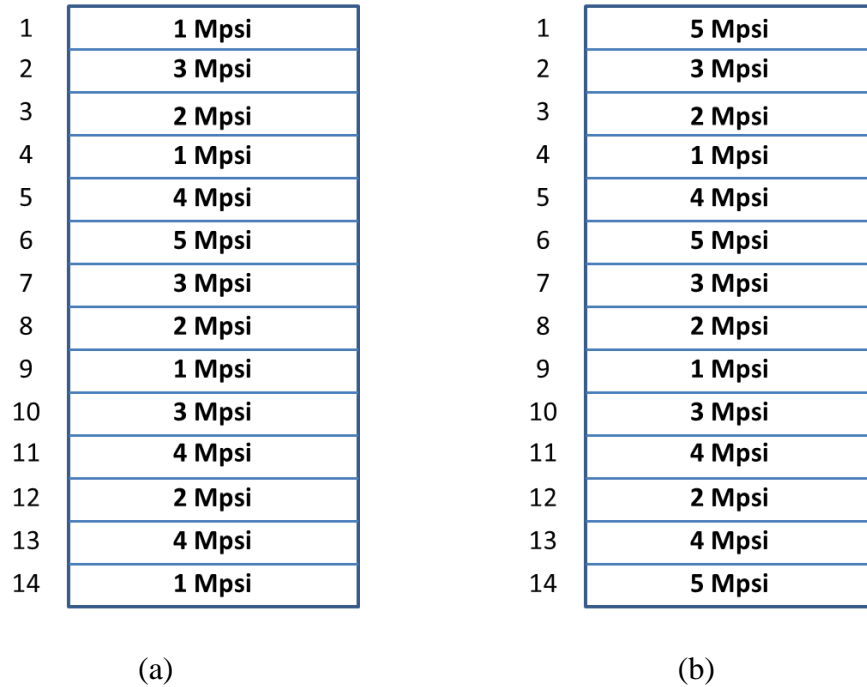 1 1 Mpsi
2 3 Mpsi
3 2 Mpsi
4 1 Mpsi
5 4 Mpsi
6 5 Mpsi
7 3 Mpsi
8 2 Mpsi
9 1 Mpsi
10 3 Mpsi
11 4 Mpsi
12 2 Mpsi
13 4 Mpsi
14 1 Mpsi
(a)
1 5 Mpsi
2 3 Mpsi
3 2 Mpsi
4 1 Mpsi
5 4 Mpsi
6 5 Mpsi
7 3 Mpsi
8 2 Mpsi
9 1 Mpsi
10 3 Mpsi
11 4 Mpsi
12 2 Mpsi
13 4 Mpsi
14 5 Mpsi
(b)